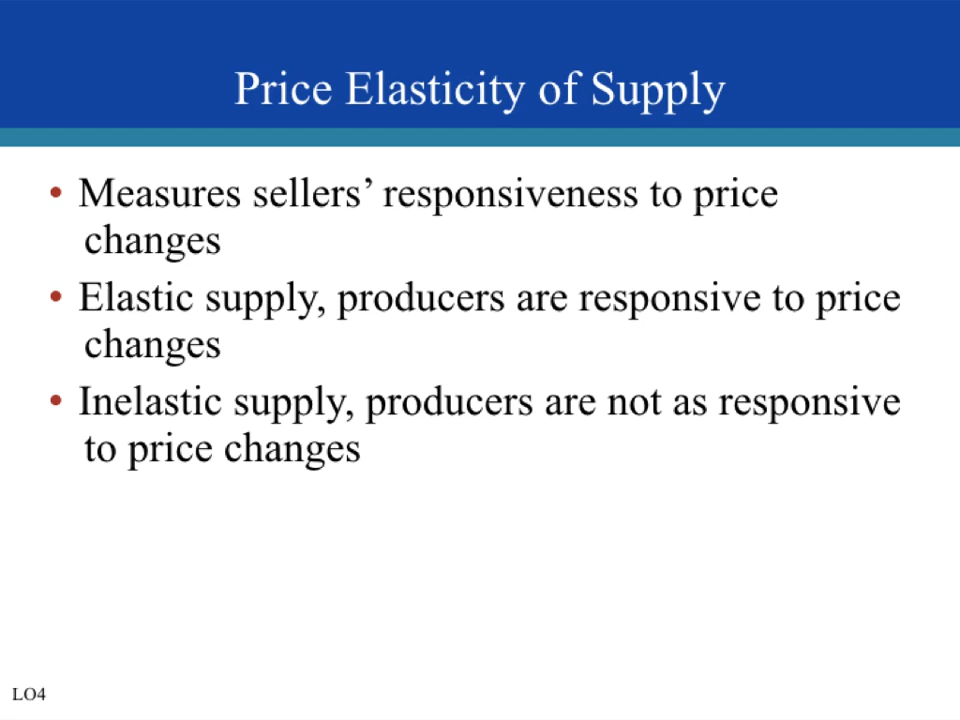 Price Elasticity of Supply
• Measures sellers’ responsiveness to price
changes
• Elastic supply, producers are responsive to price
changes
• Inelastic supply, producers are not as responsive
to price changes
LO4